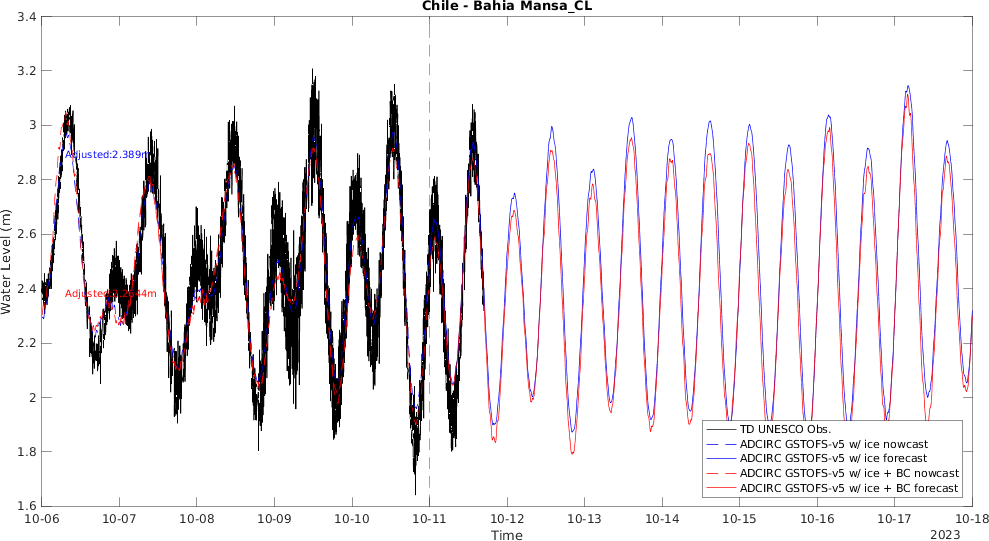 Chile - Bahia Mansa_CL
3.4
3.2
3
2.8
2.6
2.4
2.2
2
1.8
1.6
Water Level (m)
Adjusted:2.389m
TD UNESCO Obs.
ADCIRC GSTOFS-v5 w/ ice nowcast
ADCIRC GSTOFS-v5 w/ ice forecast
ADCIRC GSTOFS-v5 w/ ice + BC nowcast
ADCIRC GSTOFS-v5 w/ ice + BC forecast
10-06 10-07 10-08 10-09 10-10 10-11 10-12 10-13 10-14 10-15 10-16 10-17 10-18
Time
2023